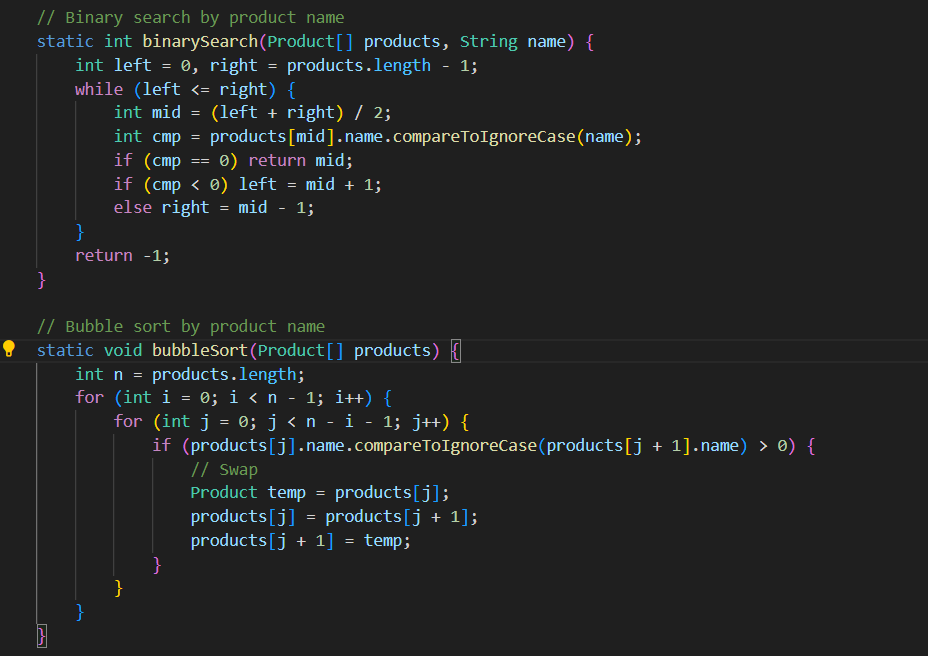 // Binary search by product name
static int binarySearch(Product[] products, String name) {
    int left = 0, right = products.length - 1;
    while (left <= right) {
        int mid = (left + right) / 2;
        int cmp = products[mid].name.compareToIgnoreCase(name);
        if (cmp == 0) return mid;
        if (cmp < 0) left = mid + 1;
        else right = mid - 1;
    }
    return -1;
}

// Bubble sort by product name
static void bubbleSort(Product[] products) {
    int n = products.length;
    for (int i = 0; i < n - 1; i++) {
        for (int j = 0; j < n - i - 1; j++) {
            if (products[j].name.compareToIgnoreCase(products[j + 1].name) > 0) {
                // Swap
                Product temp = products[j];
                products[j] = products[j + 1];
                products[j + 1] = temp;
            }
        }
    }
}